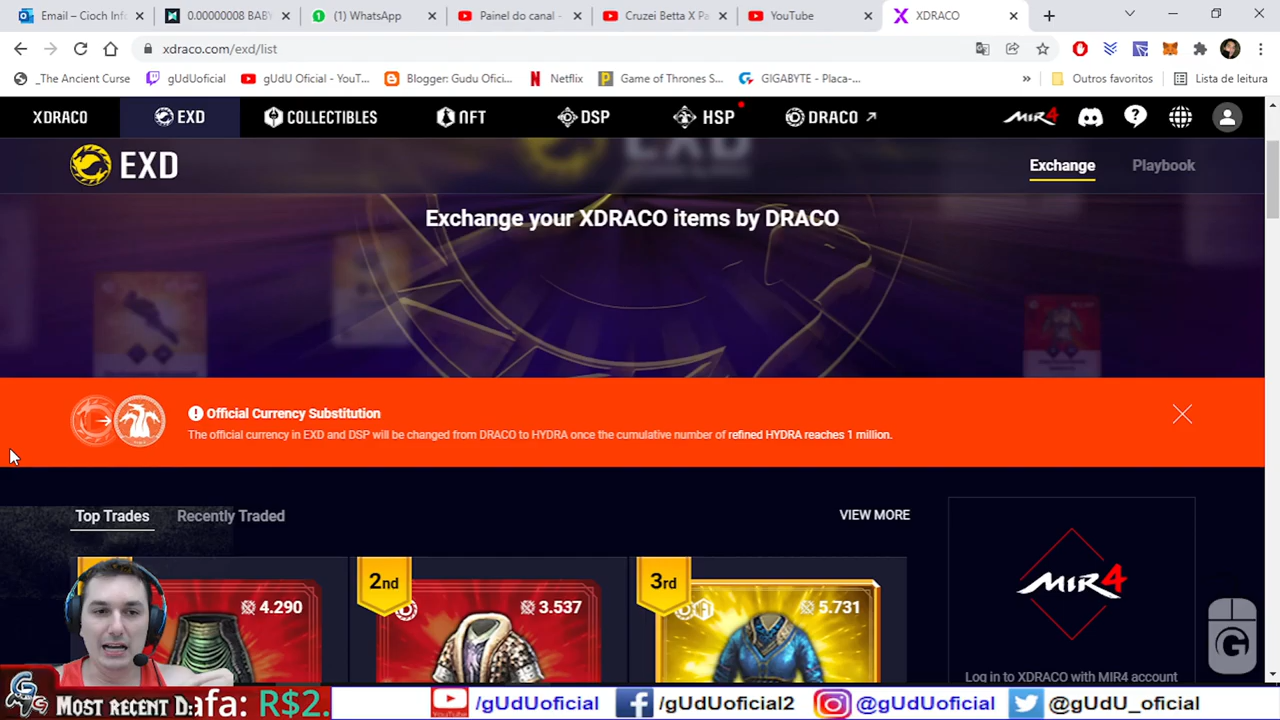 Email – Cioch Inf
0.00000008 BABY
(1) WhatsApp
Painel do canal -
Cruzei Betta X Pa
YouTube
XDRACO
xdraco.com/exd/list
_The Ancient Curse
gUdUoficial
gUdU Oficial - YouT...
Blogger: Gudu Ofici...
Netflix
Game of Thrones S...
GIGABYTE - Placa-...
»
Outros favoritos
Lista de leitura
XDRACO
EXD
COLLECTIBLES
NFT
DSP
HSP
DRACO
MIR4
EXD
Exchange
Playbook
Exchange your XDRACO items by DRACO
Official Currency Substitution
The official currency in EXD and DSP will be changed from DRACO to HYDRA once the cumulative number of refined HYDRA reaches 1 million.
Top Trades
Recently Traded
VIEW MORE
2nd
3rd
4.290
3.537
5.731
MIR4
Log in to XDRACO with MIR4 account
G
Most recent D:afa: R$2.
/gUdUoficial
/gUdUoficial2
@gUdUoficial
@gUdU_oficial